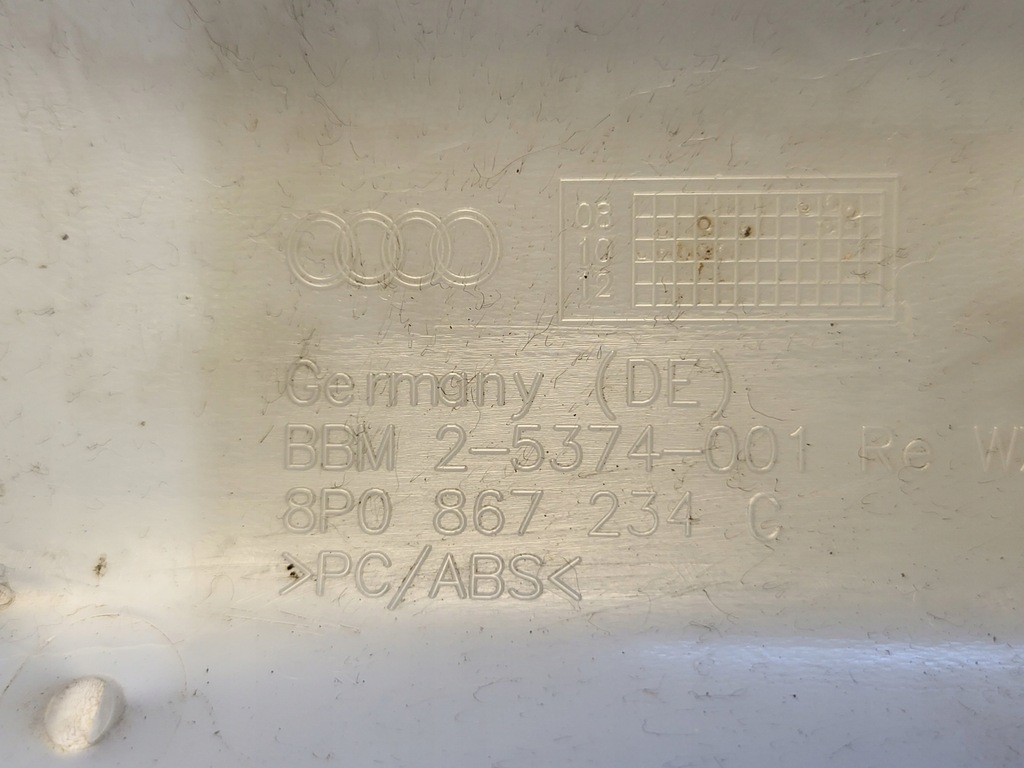 08
10
12
Germany (DE)
BBM 2-5374-001 Re
8P0 867 234 C
>PC/ABS<